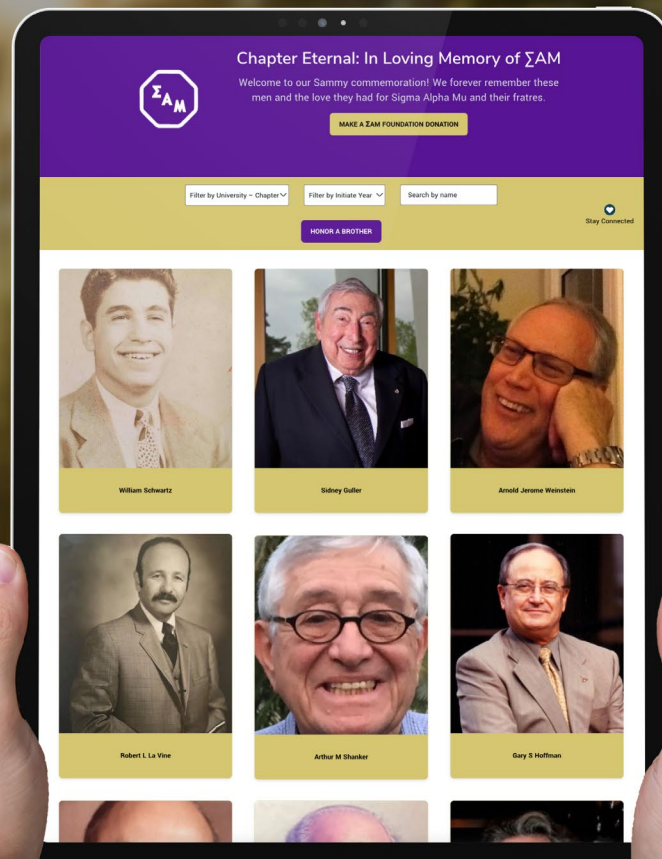 Chapter Eternal: In Loving Memory of ∑AM
ΣAM
Welcome to our Sammy commemoration! We forever remember these
men and the love they had for Sigma Alpha Mu and their fratres.
MAKE A ΣAM FOUNDATION DONATION
Filter by University – Chapter
Filter by Initiate Year
Search by name
Stay Connected
HONOR A BROTHER
William Schwartz
Sidney Guller
Arnold Jerome Weinstein
Robert L La Vine
Arthur M Shanker
Gary S Hoffman